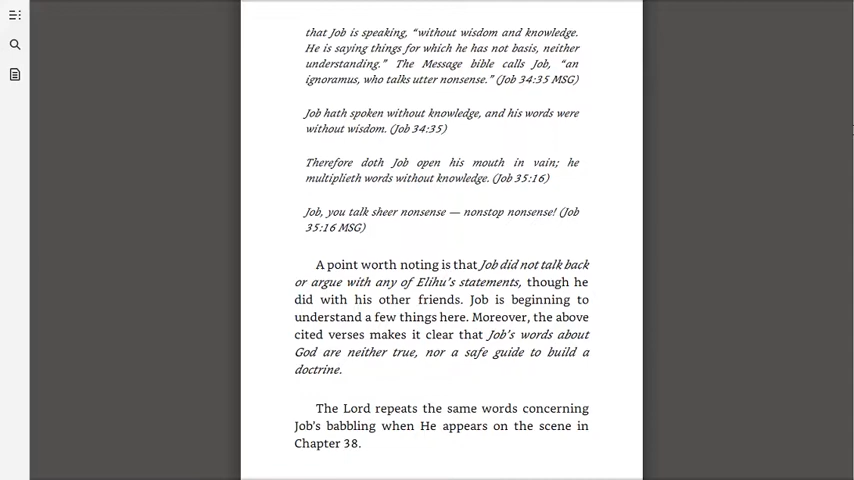 that Job is speaking, “without wisdom and knowledge.
He is saying things for which he has not basis, neither
understanding.” The Message bible calls Job, “an
ignoramus, who talks utter nonsense.” (Job 34:35 MSG)
Job hath spoken without knowledge, and his words were
without wisdom. (Job 34:35)
Therefore doth Job open his mouth in vain; he
multiplieth words without knowledge. (Job 35:16)
Job, you talk sheer nonsense — nonstop nonsense! (Job
35:16 MSG)
A point worth noting is that Job did not talk back
or argue with any of Elihu’s statements, though he
did with his other friends. Job is beginning to
understand a few things here. Moreover, the above
cited verses makes it clear that Job’s words about
God are neither true, nor a safe guide to build a
doctrine.
The Lord repeats the same words concerning
Job’s babbling when He appears on the scene in
Chapter 38.